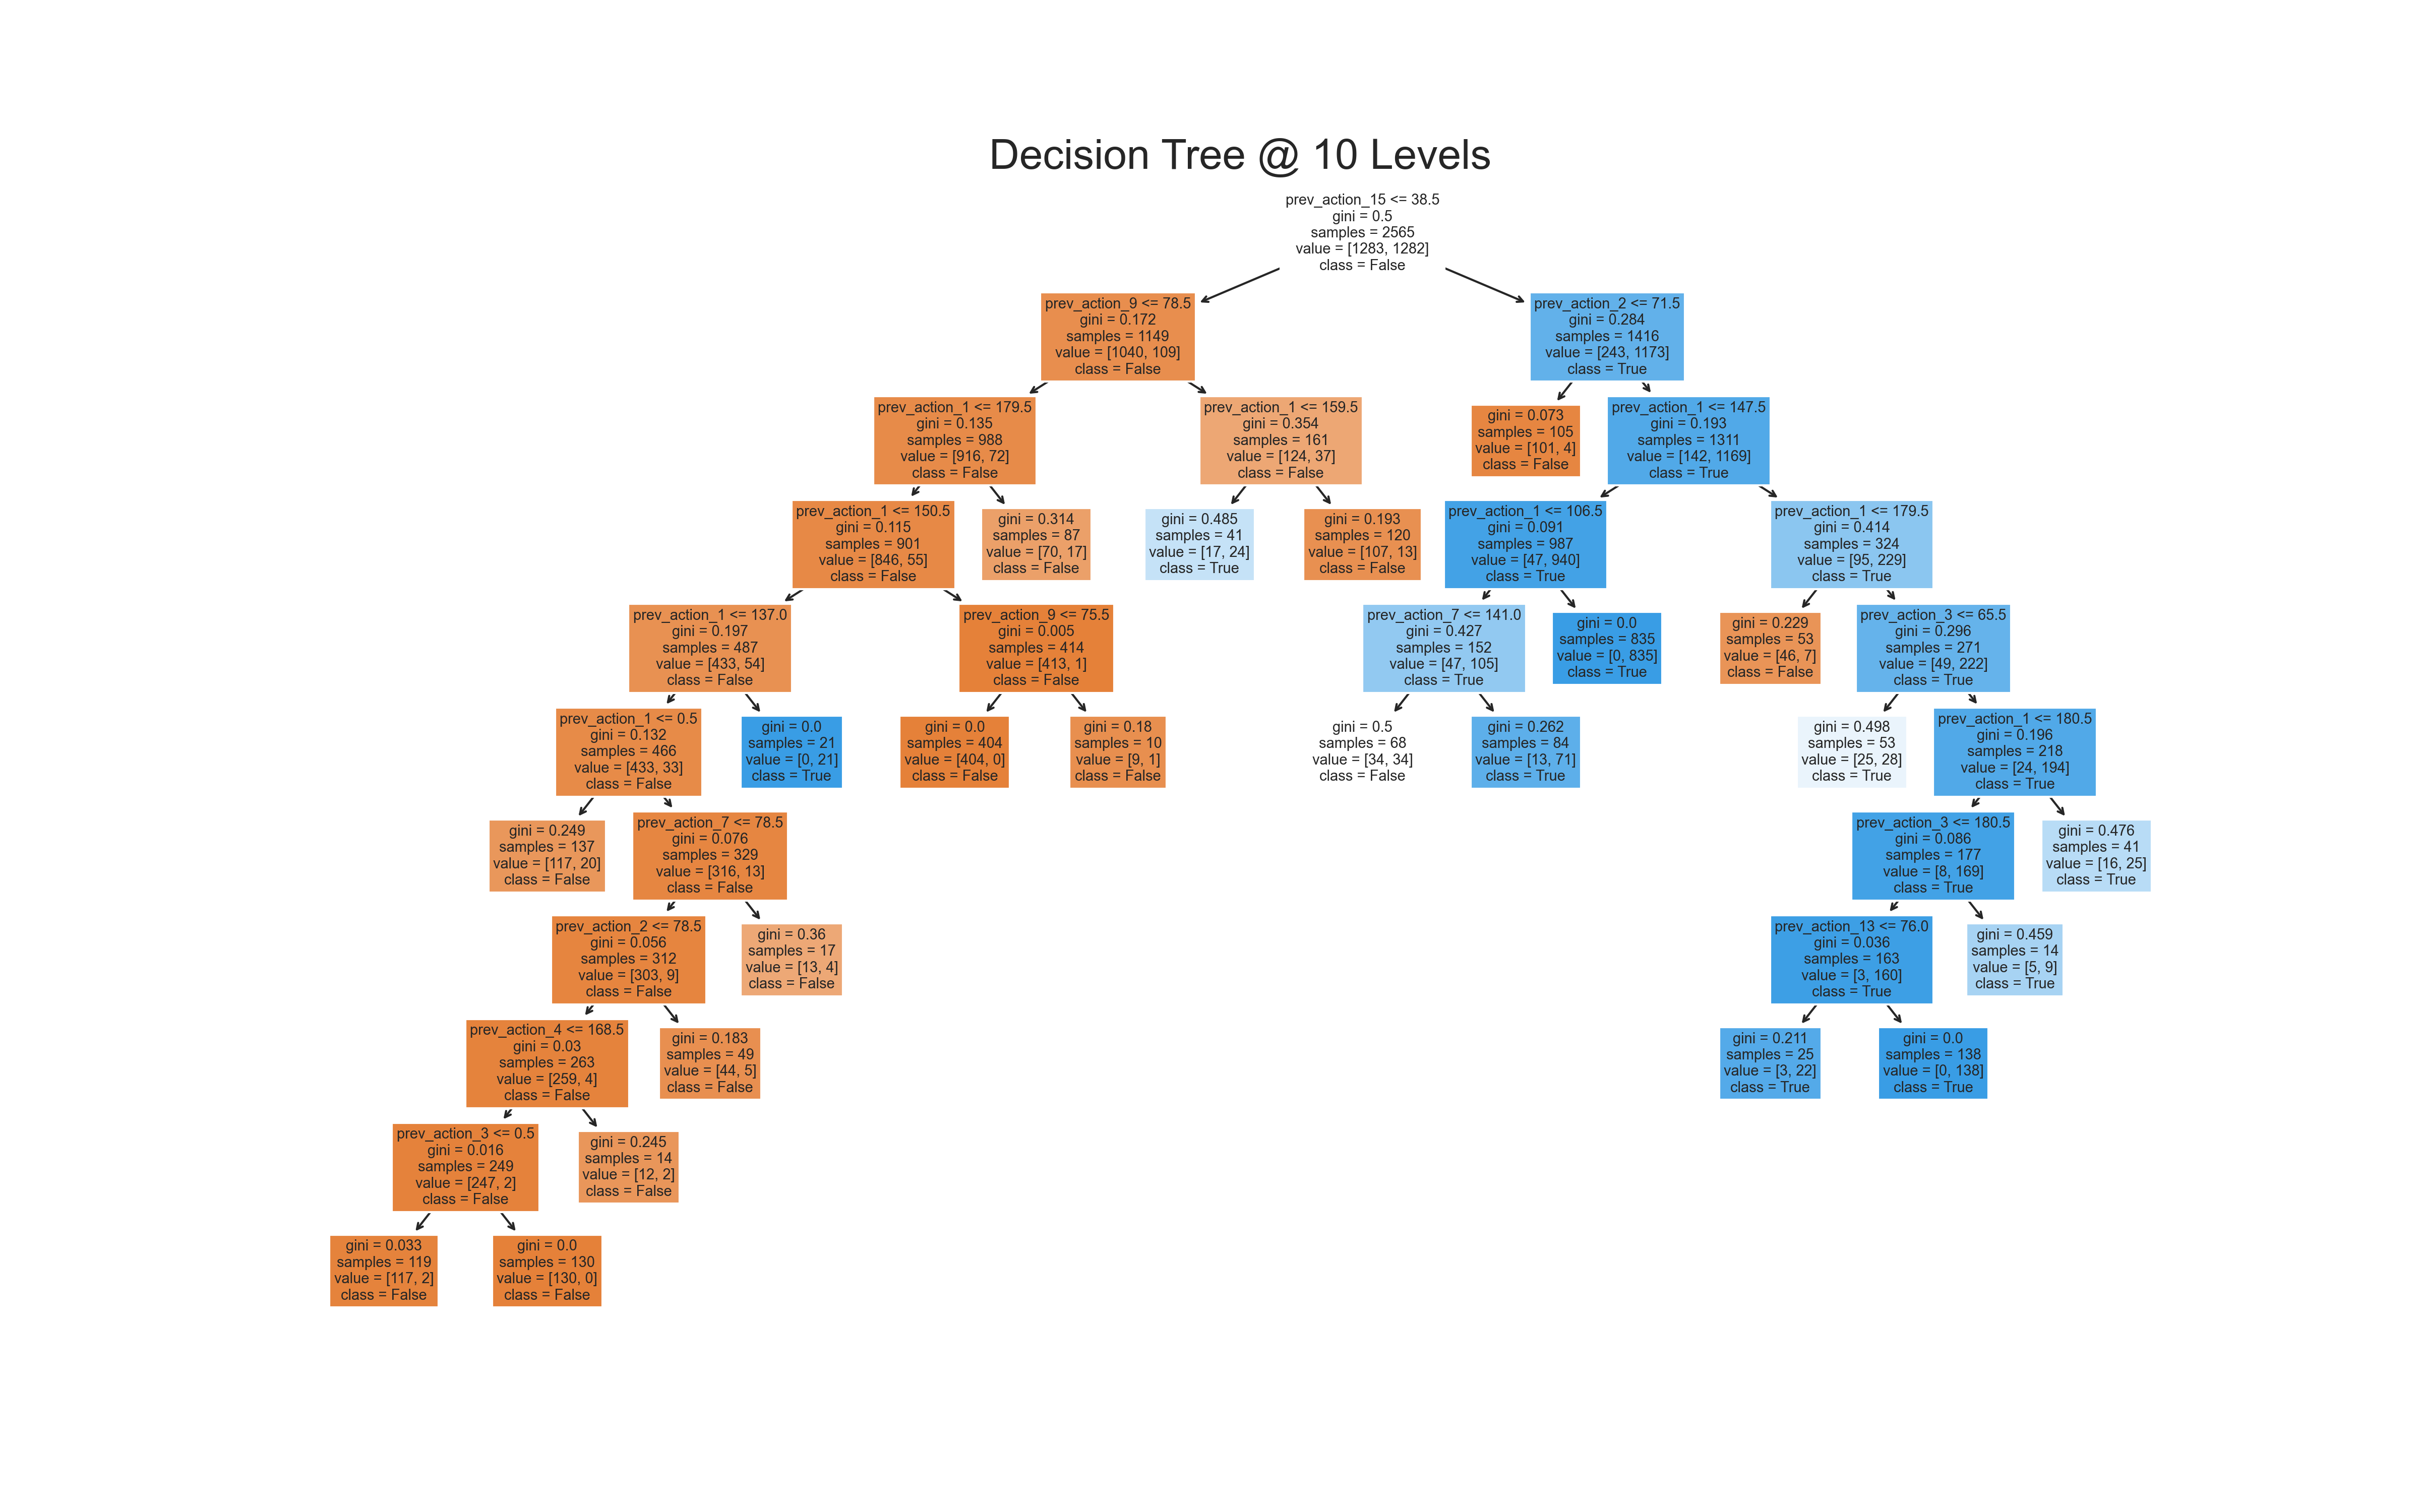 Decision Tree @ 10 Levels
prev_action_15 <= 38.5
gini = 0.5
samples = 2565
value = [1283, 1282]
class = False
prev_action_9 <= 78.5
gini = 0.172
samples = 1149
value = [1040, 109]
class = False
prev_action_2 <= 71.5
gini = 0.284
samples = 1416
value = [243, 1173]
class = True
prev_action_1 <= 179.5
gini = 0.135
samples = 988
value = [916, 72]
class = False
prev_action_1 <= 159.5
gini = 0.354
samples = 161
value = [124, 37]
class = False
gini = 0.073
samples = 105
value = [101, 4]
class = False
prev_action_1 <= 147.5
gini = 0.193
samples = 1311
value = [142, 1169]
class = True
prev_action_1 <= 150.5
gini = 0.115
samples = 901
value = [846, 55]
class = False
gini = 0.314
samples = 87
value = [70, 17]
class = False
gini = 0.485
samples = 41
value = [17, 24]
class = True
gini = 0.193
samples = 120
value = [107, 13]
class = False
prev_action_1 <= 106.5
gini = 0.091
samples = 987
value = [47, 940]
class = True
prev_action_1 <= 179.5
gini = 0.414
samples = 324
value = [95, 229]
class = True
prev_action_1 <= 137.0
gini = 0.197
samples = 487
value = [433, 54]
class = False
prev_action_9 <= 75.5
gini = 0.005
samples = 414
value = [413, 1]
class = False
prev_action_7 <= 141.0
gini = 0.427
samples = 152
value = [47, 105]
class = True
gini = 0.0
samples = 835
value = [0, 835]
class = True
gini = 0.229
samples = 53
value = [46, 7]
class = False
prev_action_3 <= 65.5
gini = 0.296
samples = 271
value = [49, 222]
class = True
prev_action_1 <= 0.5
gini = 0.132
samples = 466
value = [433, 33]
class = False
gini = 0.0
samples = 21
value = [0, 21]
class = True
gini = 0.0
samples = 404
value = [404, 0]
class = False
gini = 0.18
samples = 10
value = [9, 1]
class = False
gini = 0.5
samples = 68
value = [34, 34]
class = False
gini = 0.262
samples = 84
value = [13, 71]
class = True
gini = 0.498
samples = 53
value = [25, 28]
class = True
prev_action_1 <= 180.5
gini = 0.196
samples = 218
value = [24, 194]
class = True
gini = 0.249
samples = 137
value = [117, 20]
class = False
prev_action_7 <= 78.5
gini = 0.076
samples = 329
value = [316, 13]
class = False
prev_action_3 <= 180.5
gini = 0.086
samples = 177
value = [8, 169]
class = True
gini = 0.476
samples = 41
value = [16, 25]
class = True
prev_action_2 <= 78.5
gini = 0.056
samples = 312
value = [303, 9]
class = False
gini = 0.36
samples = 17
value = [13, 4]
class = False
prev_action_13 <= 76.0
gini = 0.036
samples = 163
value = [3, 160]
class = True
gini = 0.459
samples = 14
value = [5, 9]
class = True
prev_action_4 <= 168.5
gini = 0.03
samples = 263
value = [259, 4]
class = False
gini = 0.183
samples = 49
value = [44, 5]
class = False
gini = 0.211
samples = 25
value = [3, 22]
class = True
gini = 0.0
samples = 138
value = [0, 138]
class = True
prev_action_3 <= 0.5
gini = 0.016
samples = 249
value = [247, 2]
class = False
gini = 0.245
samples = 14
value = [12, 2]
class = False
gini = 0.033
samples = 119
value = [117, 2]
class = False
gini = 0.0
samples = 130
value = [130, 0]
class = False